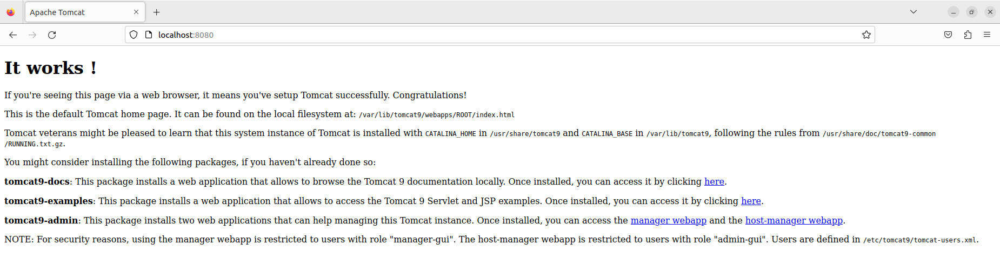 Apache Tomcat
localhost:8080
It works !
If you're seeing this page via a web browser, it means you've setup Tomcat successfully. Congratulations!
This is the default Tomcat home page. It can be found on the local filesystem at: /var/lib/tomcat9/webapps/ROOT/index.html
Tomcat veterans might be pleased to learn that this system instance of Tomcat is installed with CATALINA_HOME in /usr/share/tomcat9 and CATALINA_BASE in /var/lib/tomcat9, following the rules from /usr/share/doc/tomcat9-common
/RUNNING.txt.gz.
You might consider installing the following packages, if you haven't already done so:
tomcat9-docs: This package installs a web application that allows to browse the Tomcat 9 documentation locally. Once installed, you can access it by clicking here.
tomcat9-examples: This package installs a web application that allows to access the Tomcat 9 Servlet and JSP examples. Once installed, you can access it by clicking here.
tomcat9-admin: This package installs two web applications that can help managing this Tomcat instance. Once installed, you can access the manager webapp and the host-manager webapp.
NOTE: For security reasons, using the manager webapp is restricted to users with role "manager-gui". The host-manager webapp is restricted to users with role "admin-gui". Users are defined in /etc/tomcat9/tomcat-users.xml.